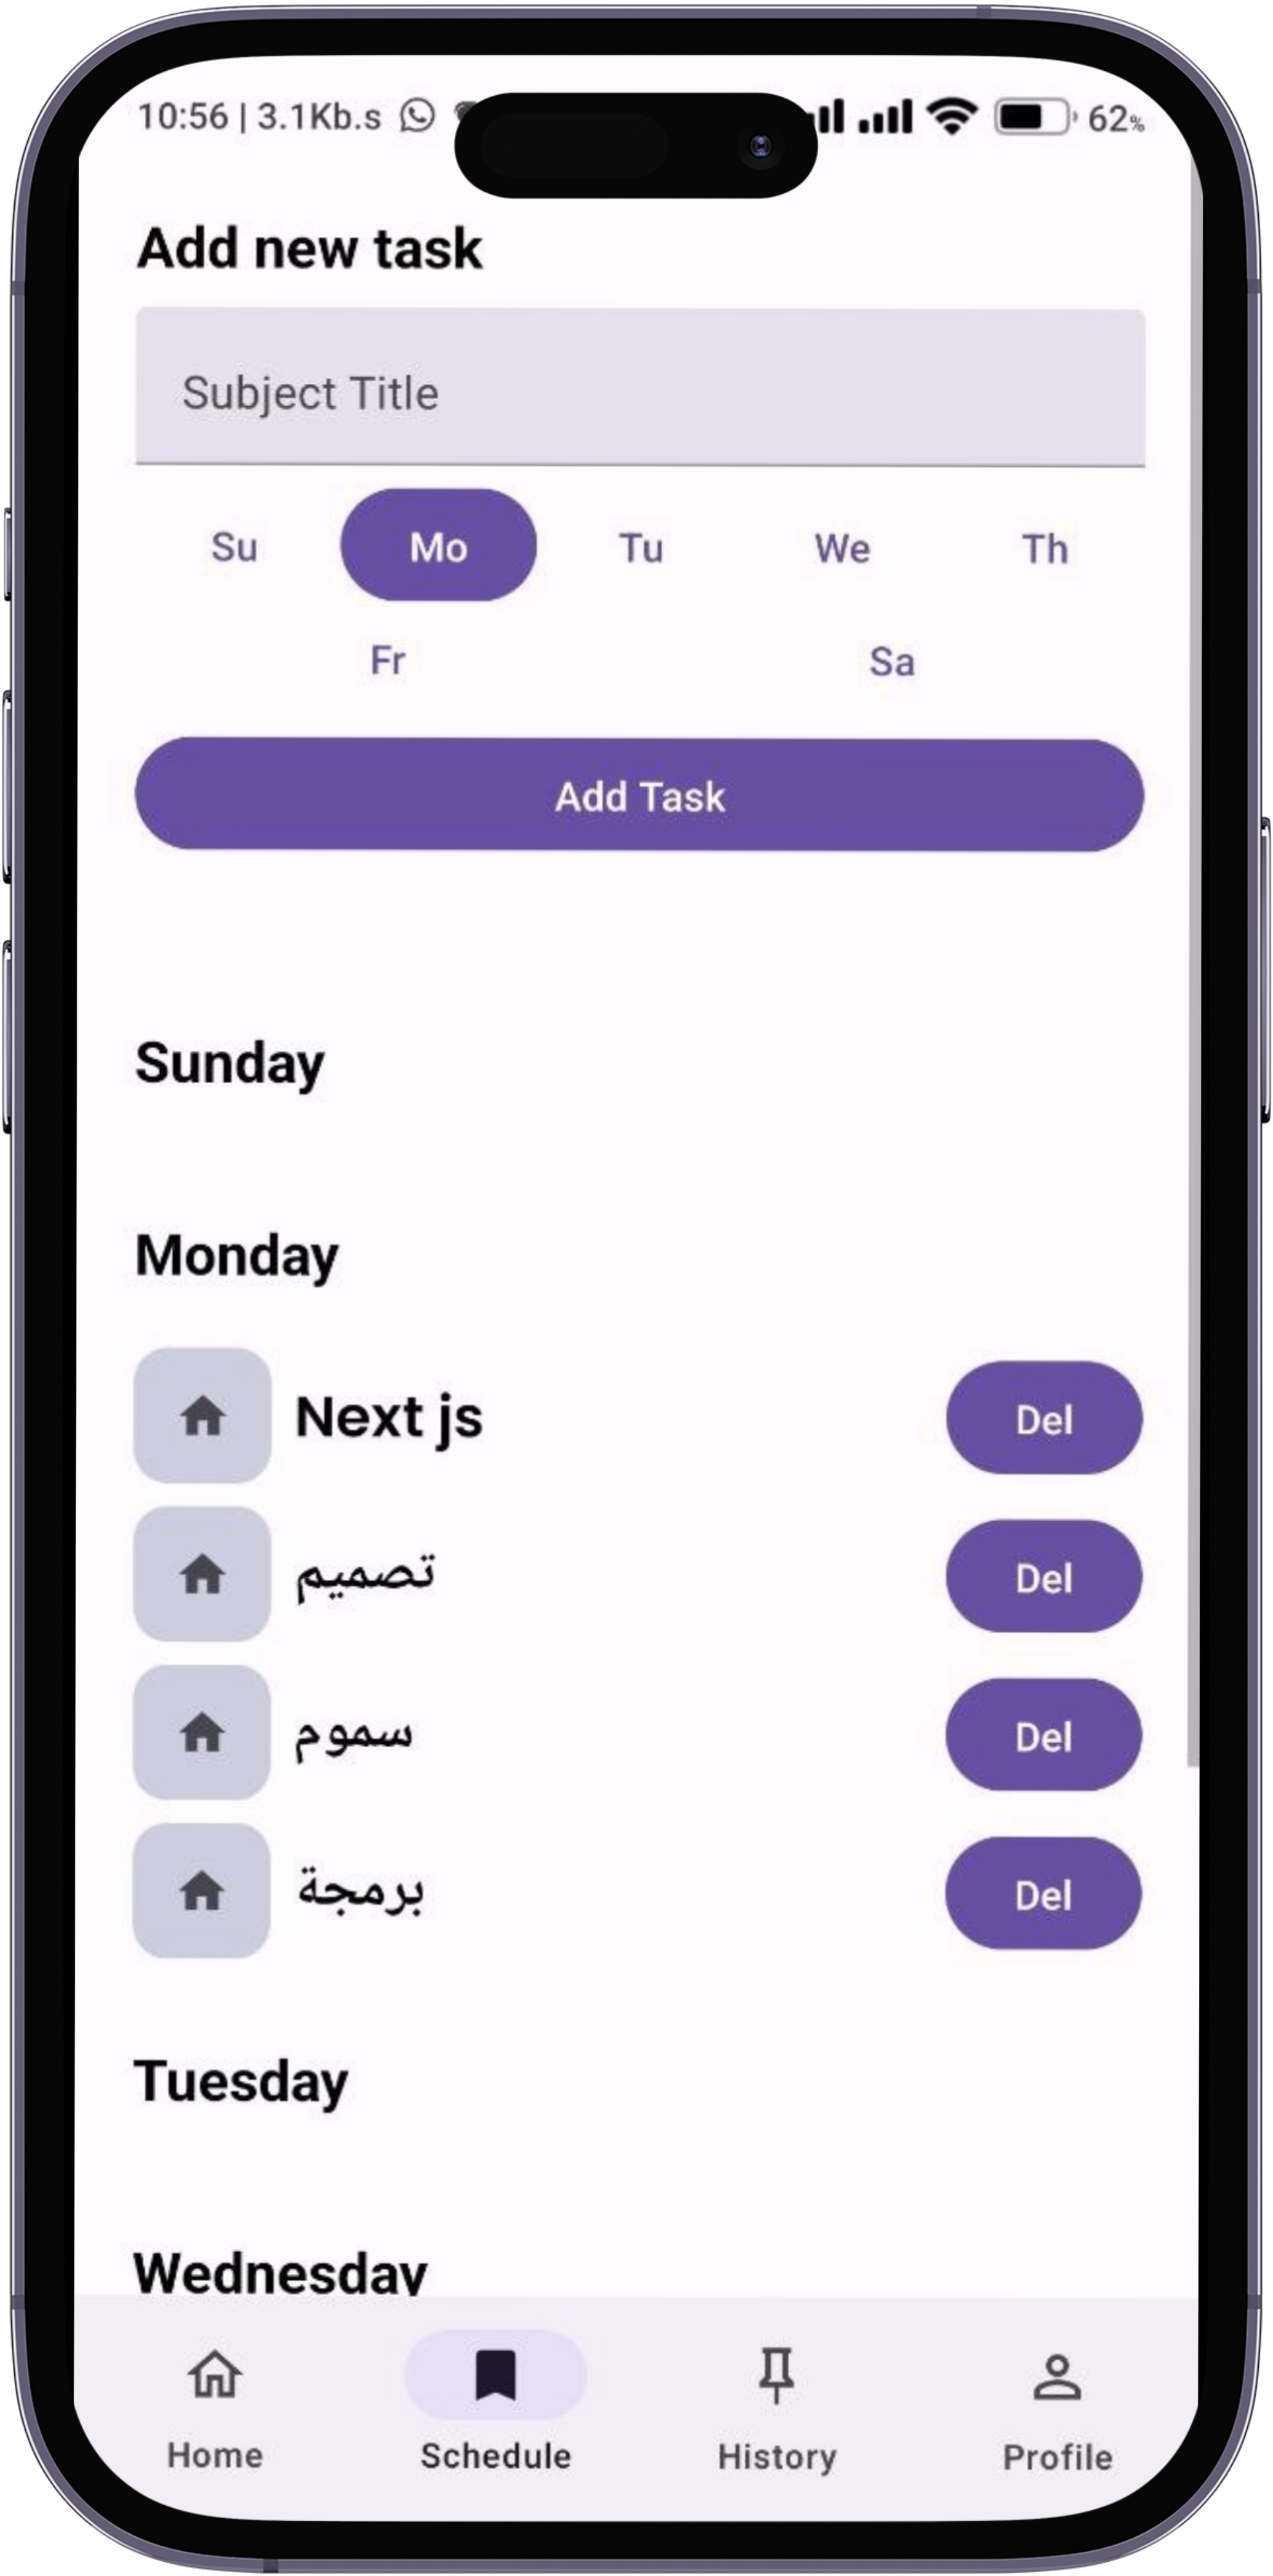 10:56 | 3.1Kb.s 62%
Add new task
Subject Title
Su Mo Tu We Th
Fr Sa
Add Task
Sunday
Monday
Next js Del
تصميم Del
سموم Del
برمجة Del
Tuesday
Wednesday
Home Schedule History Profile